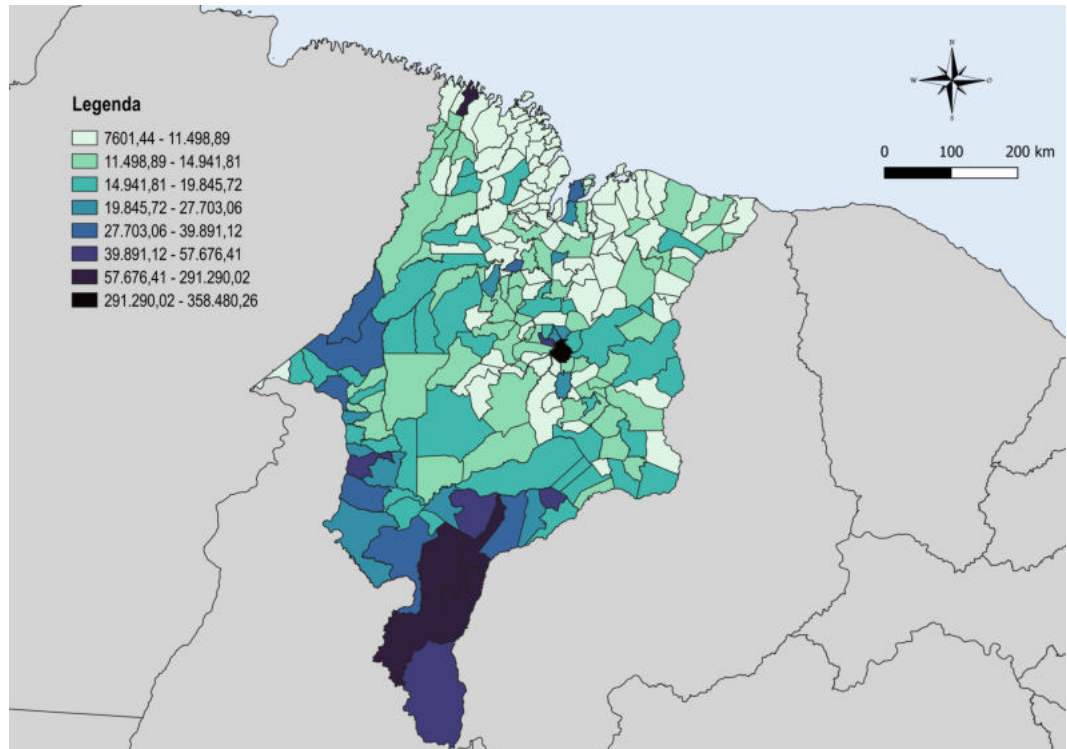 Legenda
7601,44 - 11.498,89
11.498,89 - 14.941,81
14.941,81 - 19.845,72
19.845,72 - 27.703,06
27.703,06 - 39.891,12
39.891,12 - 57.676,41
57.676,41 - 291.290,02
291.290,02 - 358.480,26
N
W
O
S
0 100 200 km